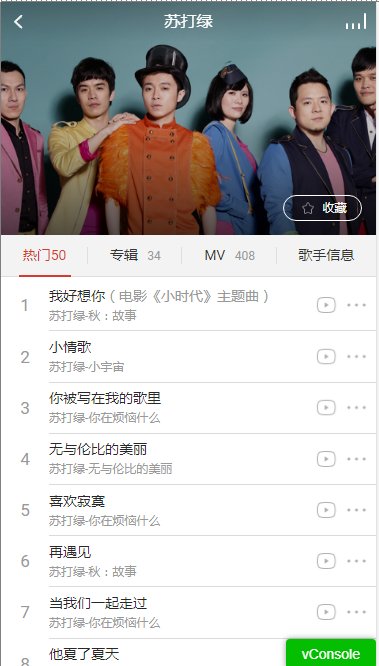 苏打绿
收藏
热门50 专辑 34 MV 408 歌手信息
1 我好想你（电影《小时代》主题曲）
苏打绿-秋：故事
2 小情歌
苏打绿-小宇宙
3 你被写在我的歌里
苏打绿-你在烦恼什么
4 无与伦比的美丽
苏打绿-无与伦比的美丽
5 喜欢寂寞
苏打绿-你在烦恼什么
6 再遇见
苏打绿-秋：故事
7 当我们一起走过
苏打绿-你在烦恼什么
8 他夏了夏天
vConsole